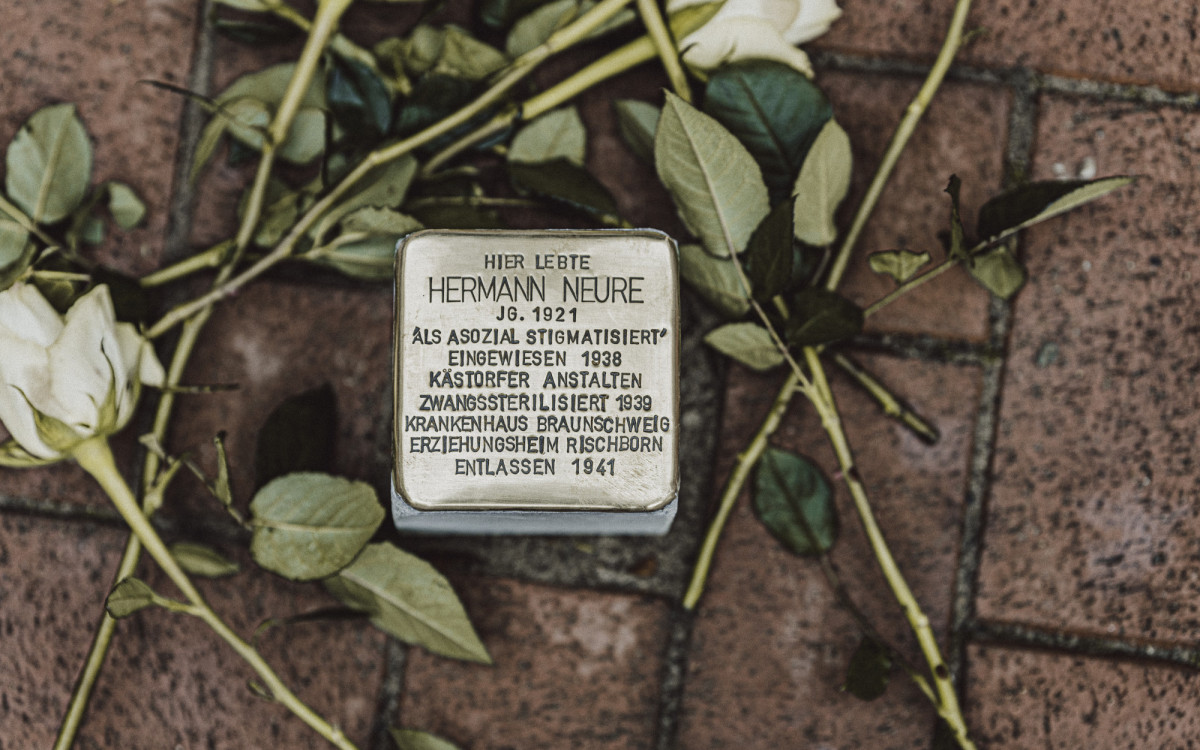 HIER LEBTE
HERMANN NEURE
JG. 1921
"ALS ASOZIAL STIGMATISIERT"
EINGEWIESEN 1938
KÄSTORFER ANSTALTEN
ZWANGSSTERILISIERT 1939
KRANKENHAUS BRAUNSCHWEIG
ERZIEHUNGSHEIM RISCHBORN
ENTLASSEN 1941